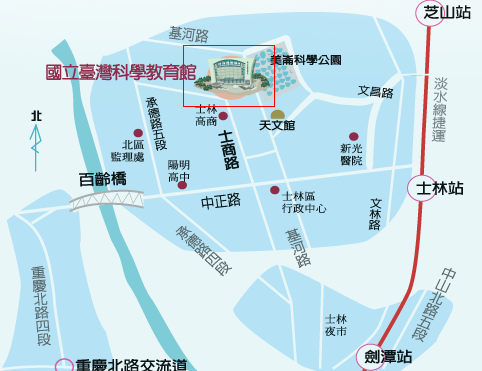 芝山站
基河路
美崙科學公園
國立臺灣科學教育館
淡水線捷運
文昌路
承德路五段
士林
高商
北
天文館
士商路
北區
監理處
新光
醫院
陽明
高中
百齡橋
士林站
中正路
士林區
行政中心
文林路
承德路四段
基河路
重慶北路四段
中山北路五段
士林
夜市
劍潭站
重慶北路交流道